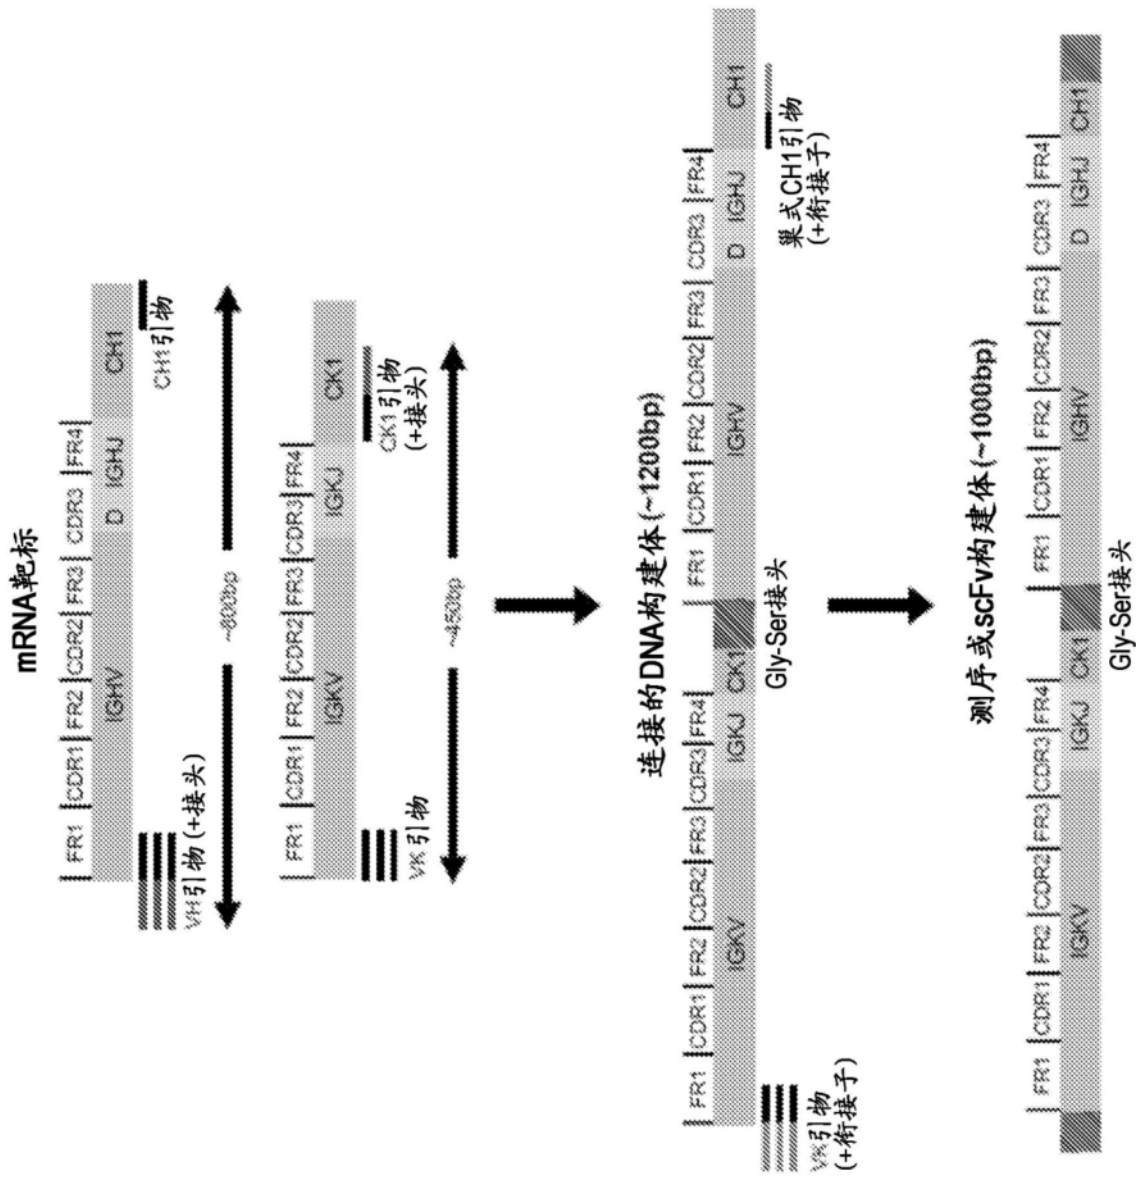 mRNA靶标
FR1 CDR1 FR2 CDR2 FR3 CDR3 FR4
IGHV D IGHJ CH1
VH引物 (+接头)
CH1引物
~800bp
FR1 CDR1 FR2 CDR2 FR3 CDR3 FR4
IGKV IGKJ CK1
VK引物
CK1引物
(+接头)
~450bp
连接的DNA构建体(~1200bp)
FR1 CDR1 FR2 CDR2 FR3 CDR3 FR4 FR1 CDR1 FR2 CDR2 FR3 CDR3 FR4
IGKV IGKJ CK1 IGHV D IGHJ CH1
VK引物
(+衔接子)
Gly-Ser接头
巢式CH1引物
(+衔接子)
测序或scFv构建体(~1000bp)
FR1 CDR1 FR2 CDR2 FR3 CDR3 FR4 FR1 CDR1 FR2 CDR2 FR3 CDR3 FR4
IGKV IGKJ CK1 IGHV D IGHJ CH1
Gly-Ser接头